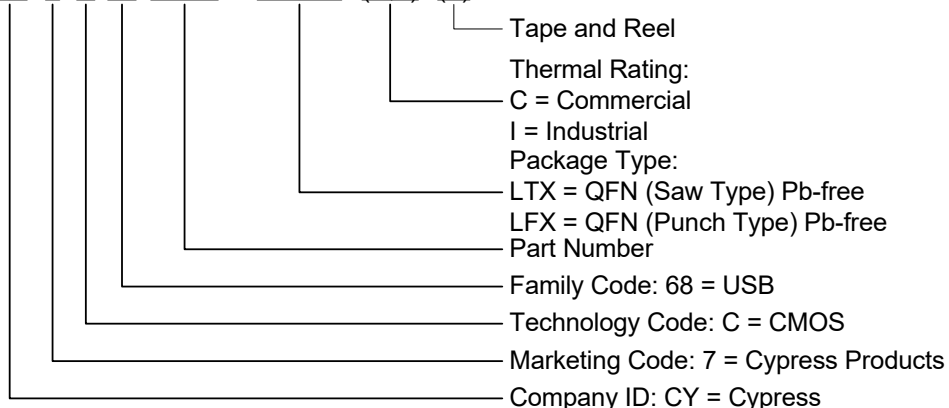 Tape and Reel
Thermal Rating:
C = Commercial
I = Industrial
Package Type:
LTX = QFN (Saw Type) Pb-free
LFX = QFN (Punch Type) Pb-free
Part Number
Family Code: 68 = USB
Technology Code: C = CMOS
Marketing Code: 7 = Cypress Products
Company ID: CY = Cypress